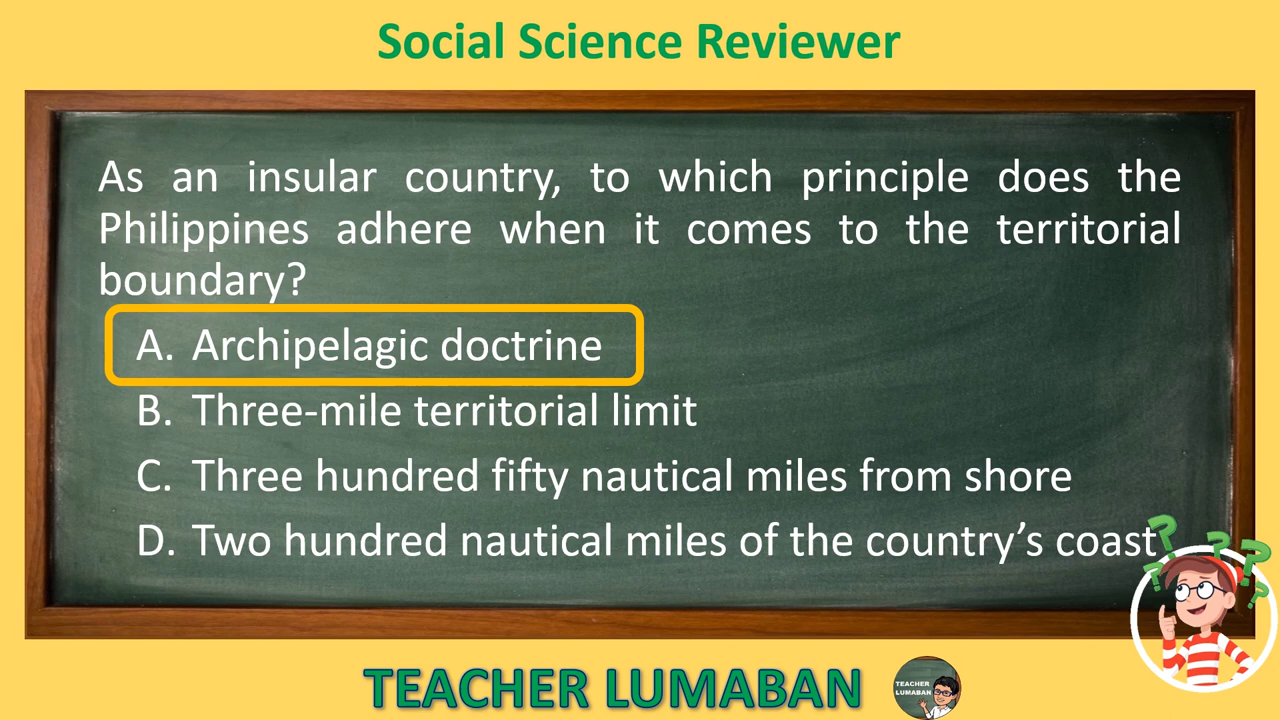 Social Science Reviewer
As an insular country, to which principle does the
Philippines adhere when it comes to the territorial
boundary?
A. Archipelagic doctrine
B. Three-mile territorial limit
C. Three hundred fifty nautical miles from shore
D. Two hundred nautical miles of the country’s coast
? ? ? ? ?
TEACHER LUMABAN
TEACHER
LUMABAN